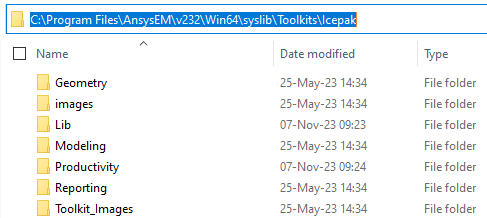 C:\Program Files\AnsysEM\v232\Win64\syslib\Toolkits\Icepak
Name Date modified Type
Geometry 25-May-23 14:34 File folder
images 25-May-23 14:34 File folder
Lib 07-Nov-23 09:23 File folder
Modeling 25-May-23 14:34 File folder
Productivity 07-Nov-23 09:24 File folder
Reporting 25-May-23 14:34 File folder
Toolkit_Images 25-May-23 14:34 File folder